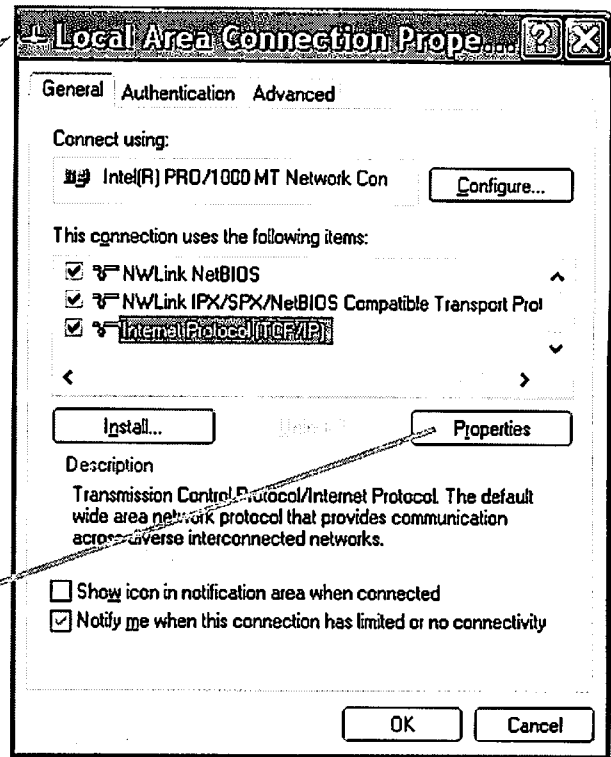 Local Area Connection Prope...
General Authentication Advanced
Connect using:
Intel(R) PRO/1000 MT Network Con Configure...
This connection uses the following items:
NWLink NetBIOS
NWLink IPX/SPX/NetBIOS Compatible Transport Prot
Internet Protocol (TCP/IP)
Install... Uninstall Properties
Description
Transmission Control Protocol/Internet Protocol. The default
wide area network protocol that provides communication
across diverse interconnected networks.
Show icon in notification area when connected
Notify me when this connection has limited or no connectivity
OK Cancel